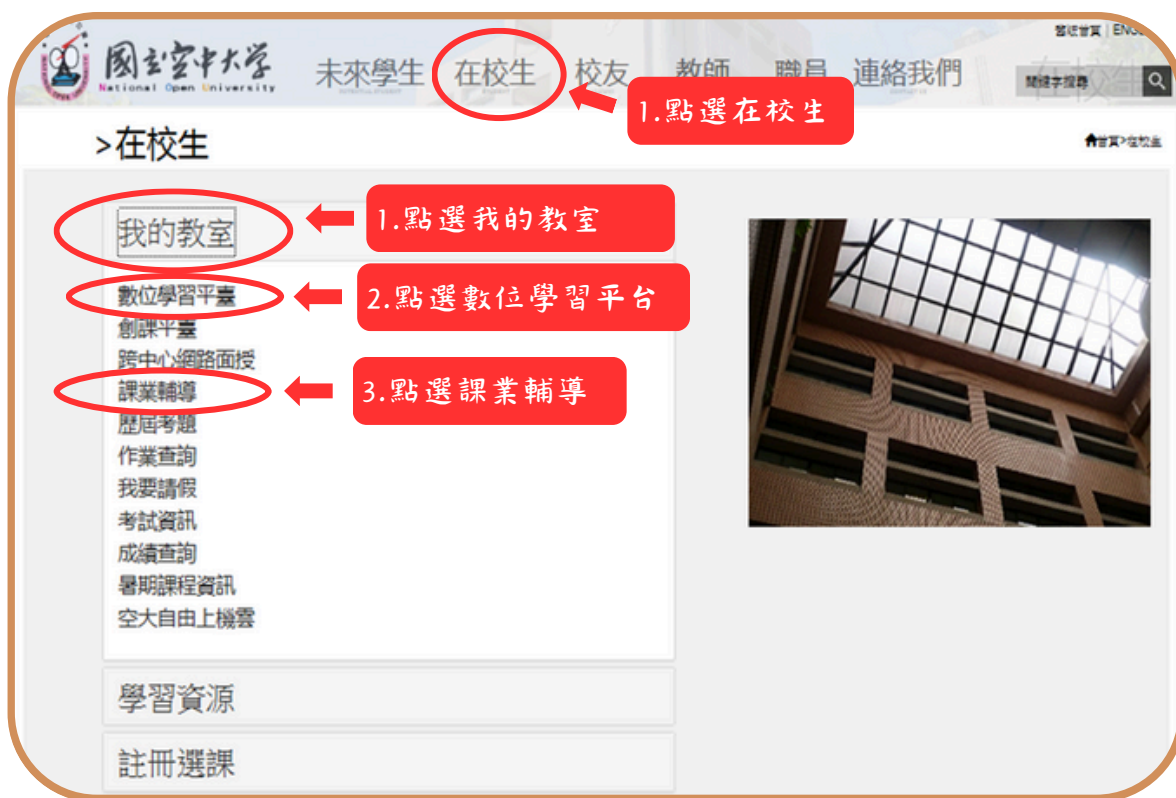 國立空中大学
National Open University
未來學生 在校生 校友 教師 職員 連絡我們
關鍵字搜尋
1.點選在校生
>在校生
首頁>在校生
我的教室
1.點選我的教室
數位學習平臺
2.點選數位學習平台
創課平臺
跨中心網路面授
課業輔導
3.點選課業輔導
歷屆考題
作業查詢
我要請假
考試資訊
成績查詢
暑期課程資訊
空大自由上機雲
學習資源
註冊選課